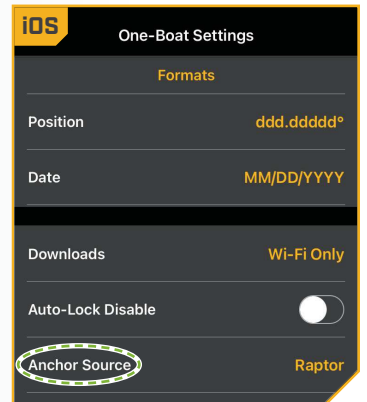 iOS
One-Boat Settings
Formats
Position ddd.ddddd°
Date MM/DD/YYYY
Downloads Wi-Fi Only
Auto-Lock Disable
Anchor Source Raptor